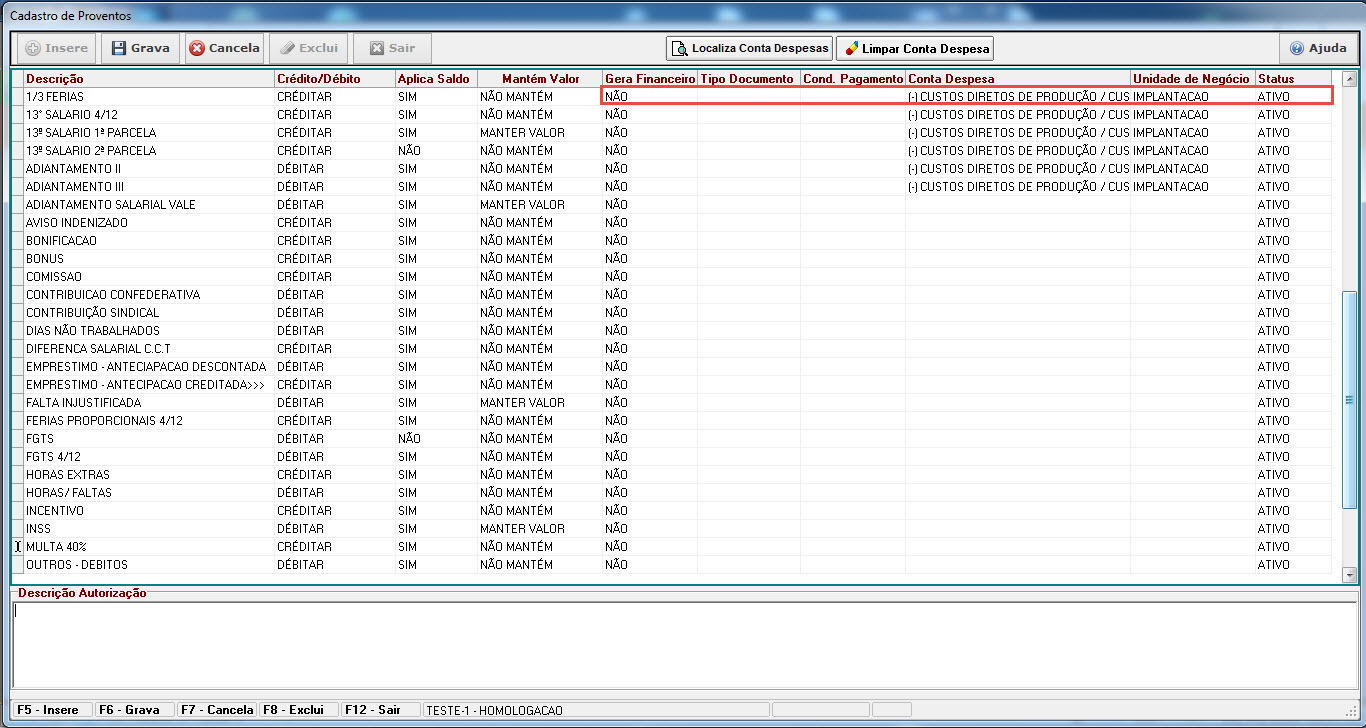 Cadastro de Proventos
Insere Grava Cancela Exclui Sair Localiza Conta Despesas Limpar Conta Despesa Ajuda
Descrição Crédito/Débito Aplica Saldo Mantém Valor Gera Financeiro Tipo Documento Cond. Pagamento Conta Despesa Unidade de Negócio Status
1/3 FERIAS CRÉDITAR SIM NÃO MANTÉM NÃO (-) CUSTOS DIRETOS DE PRODUÇÃO / CUS IMPLANTACAO ATIVO
13° SALARIO 4/12 CRÉDITAR SIM NÃO MANTÉM NÃO (-) CUSTOS DIRETOS DE PRODUÇÃO / CUS IMPLANTACAO ATIVO
13º SALARIO 1ª PARCELA CRÉDITAR SIM MANTER VALOR NÃO (-) CUSTOS DIRETOS DE PRODUÇÃO / CUS IMPLANTACAO ATIVO
13º SALARIO 2ª PARCELA CRÉDITAR NÃO NÃO MANTÉM NÃO (-) CUSTOS DIRETOS DE PRODUÇÃO / CUS IMPLANTACAO ATIVO
ADIANTAMENTO II DÉBITAR SIM NÃO MANTÉM NÃO (-) CUSTOS DIRETOS DE PRODUÇÃO / CUS IMPLANTACAO ATIVO
ADIANTAMENTO III DÉBITAR SIM NÃO MANTÉM NÃO (-) CUSTOS DIRETOS DE PRODUÇÃO / CUS IMPLANTACAO ATIVO
ADIANTAMENTO SALARIAL VALE DÉBITAR SIM MANTER VALOR NÃO ATIVO
AVISO INDENIZADO CRÉDITAR SIM NÃO MANTÉM NÃO ATIVO
BONIFICACAO CRÉDITAR SIM NÃO MANTÉM NÃO ATIVO
BONUS CRÉDITAR SIM NÃO MANTÉM NÃO ATIVO
COMISSAO CRÉDITAR SIM NÃO MANTÉM NÃO ATIVO
CONTRIBUICAO CONFEDERATIVA DÉBITAR SIM NÃO MANTÉM NÃO ATIVO
CONTRIBUIÇÃO SINDICAL DÉBITAR SIM NÃO MANTÉM NÃO ATIVO
DIAS NÃO TRABALHADOS DÉBITAR SIM NÃO MANTÉM NÃO ATIVO
DIFERENCA SALARIAL C.C.T CRÉDITAR SIM NÃO MANTÉM NÃO ATIVO
EMPRESTIMO - ANTECIAPACAO DESCONTADA DÉBITAR SIM NÃO MANTÉM NÃO ATIVO
EMPRESTIMO - ANTECIPACAO CREDITADA>>> CRÉDITAR SIM NÃO MANTÉM NÃO ATIVO
FALTA INJUSTIFICADA DÉBITAR SIM MANTER VALOR NÃO ATIVO
FERIAS PROPORCIONAIS 4/12 CRÉDITAR SIM NÃO MANTÉM NÃO ATIVO
FGTS DÉBITAR NÃO NÃO MANTÉM NÃO ATIVO
FGTS 4/12 DÉBITAR SIM NÃO MANTÉM NÃO ATIVO
HORAS EXTRAS CRÉDITAR SIM NÃO MANTÉM NÃO ATIVO
HORAS/ FALTAS DÉBITAR SIM NÃO MANTÉM NÃO ATIVO
INCENTIVO CRÉDITAR SIM NÃO MANTÉM NÃO ATIVO
INSS DÉBITAR SIM MANTER VALOR NÃO ATIVO
MULTA 40% CRÉDITAR SIM NÃO MANTÉM NÃO ATIVO
OUTROS - DEBITOS DÉBITAR SIM NÃO MANTÉM NÃO ATIVO
Descrição Autorização
F5 - Insere F6 - Grava F7 - Cancela F8 - Exclui F12 - Sair TESTE-1 - HOMOLOGACAO